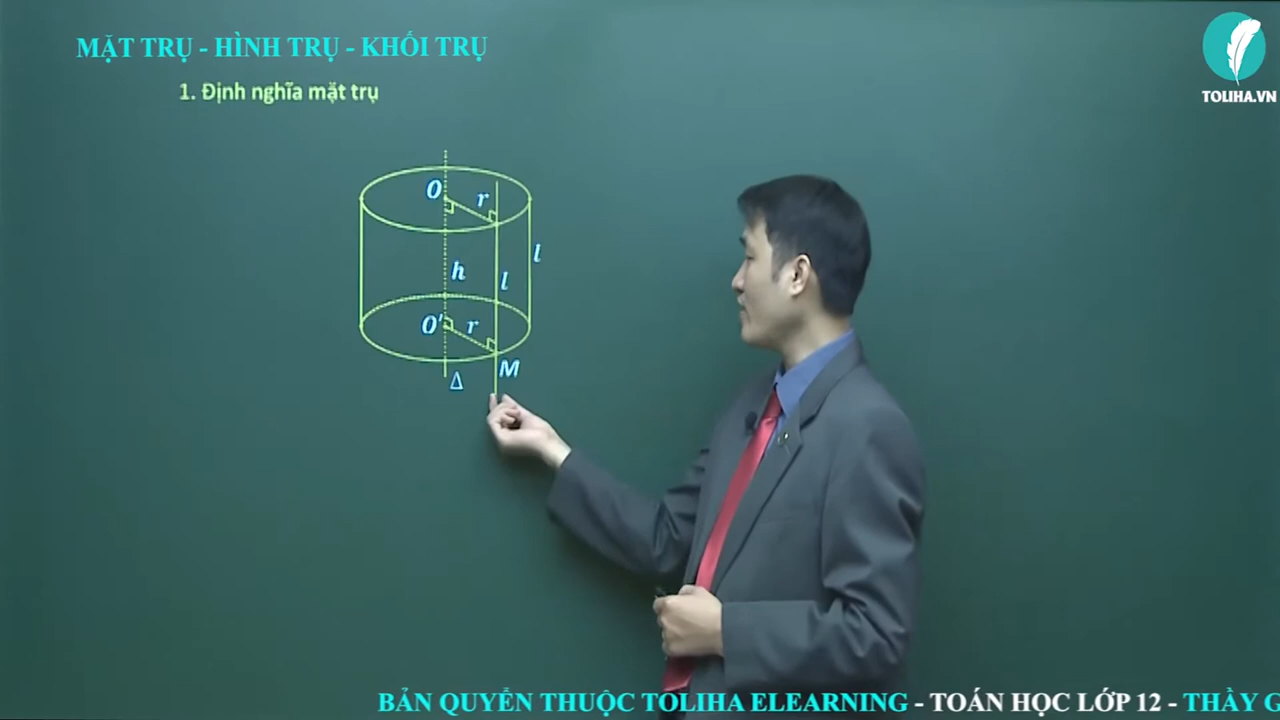 MẶT TRỤ - HÌNH TRỤ - KHỐI TRỤ
TOLIHA.VN
1. Định nghĩa mặt trụ
O
r
l
h
l
O'
r
M
Δ
BẢN QUYỀN THUỘC TOLIHA ELEARNING - TOÁN HỌC LỚP 12 - THẦY G